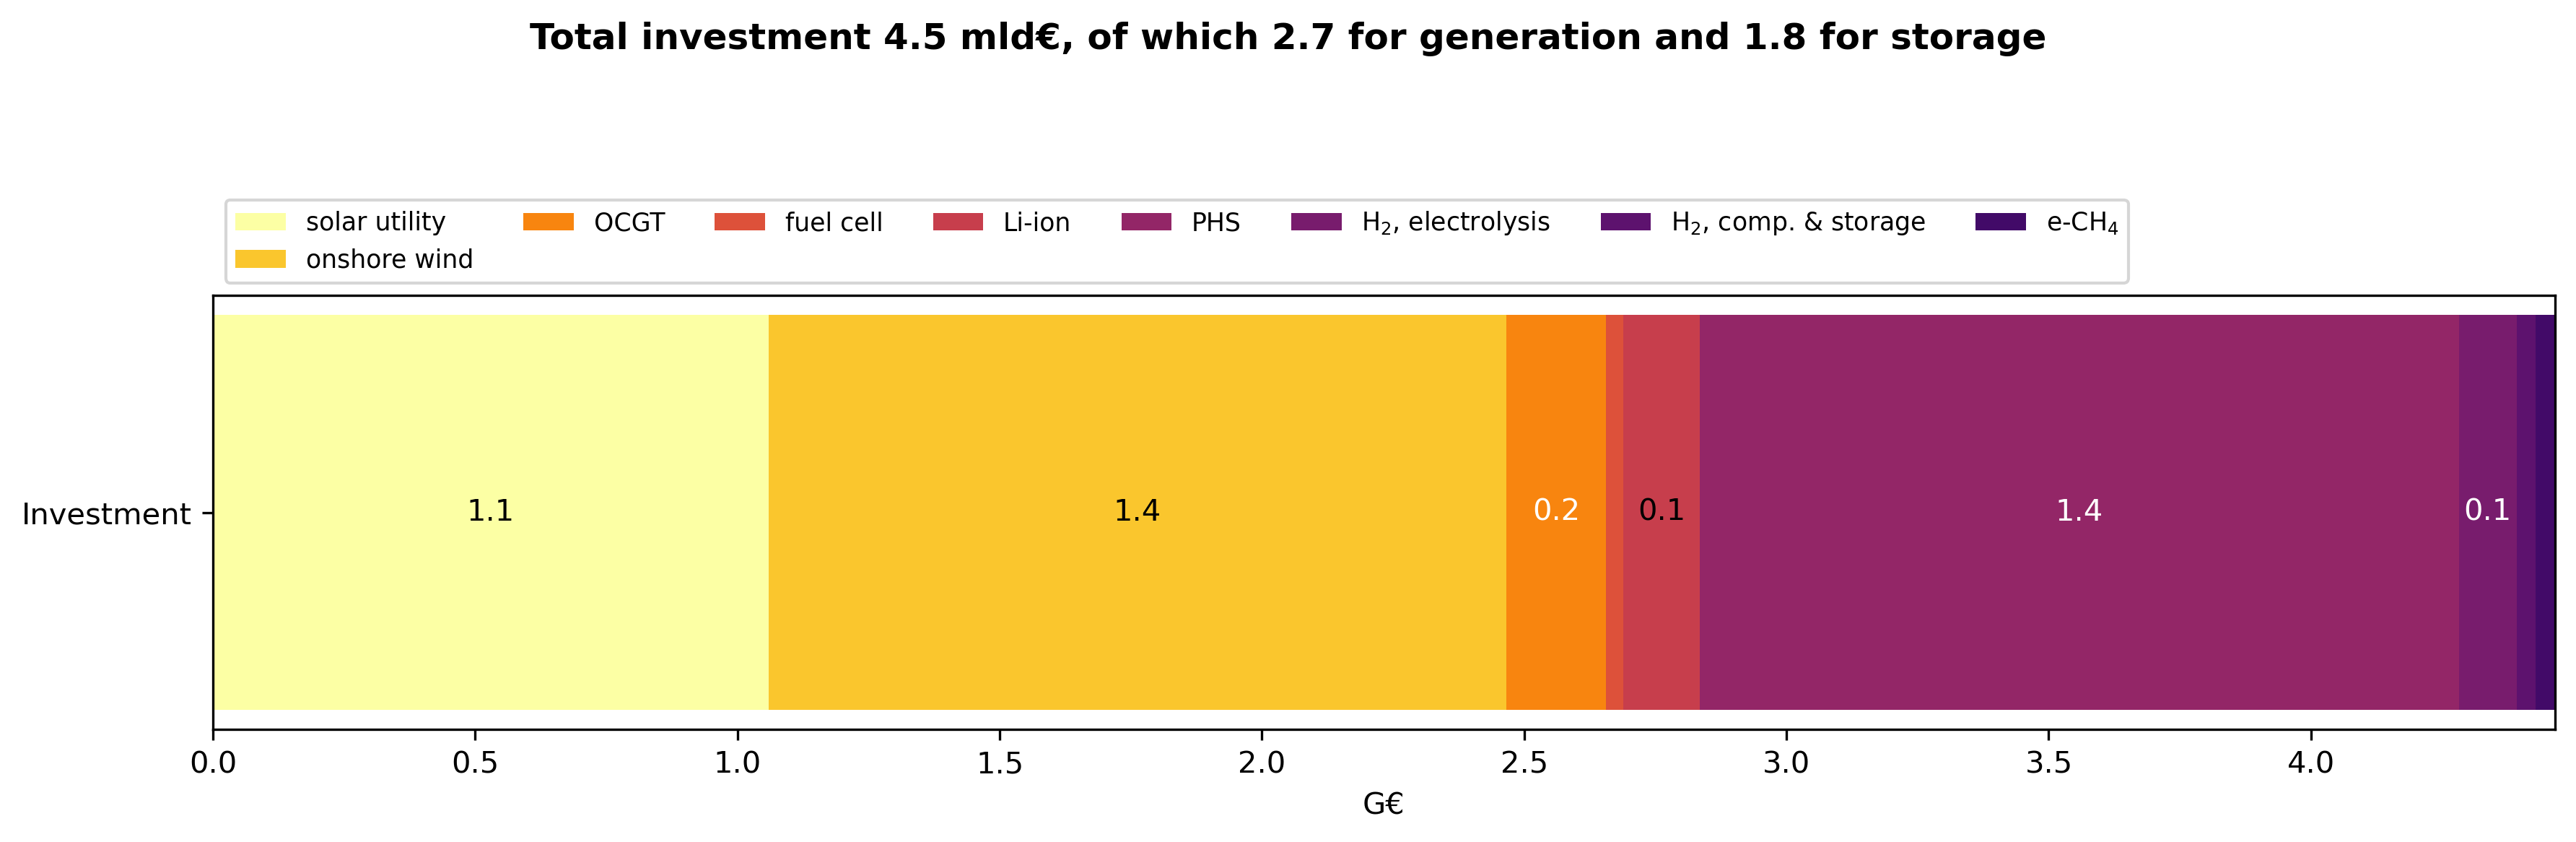 Total investment 4.5 mld€, of which 2.7 for generation and 1.8 for storage
solar utility OCGT fuel cell Li-ion PHS H₂, electrolysis H₂, comp. & storage e-CH₄
onshore wind
Investment 1.1 1.4 0.2 0.1 1.4 0.1
0.0 0.5 1.0 1.5 2.0 2.5 3.0 3.5 4.0
G€